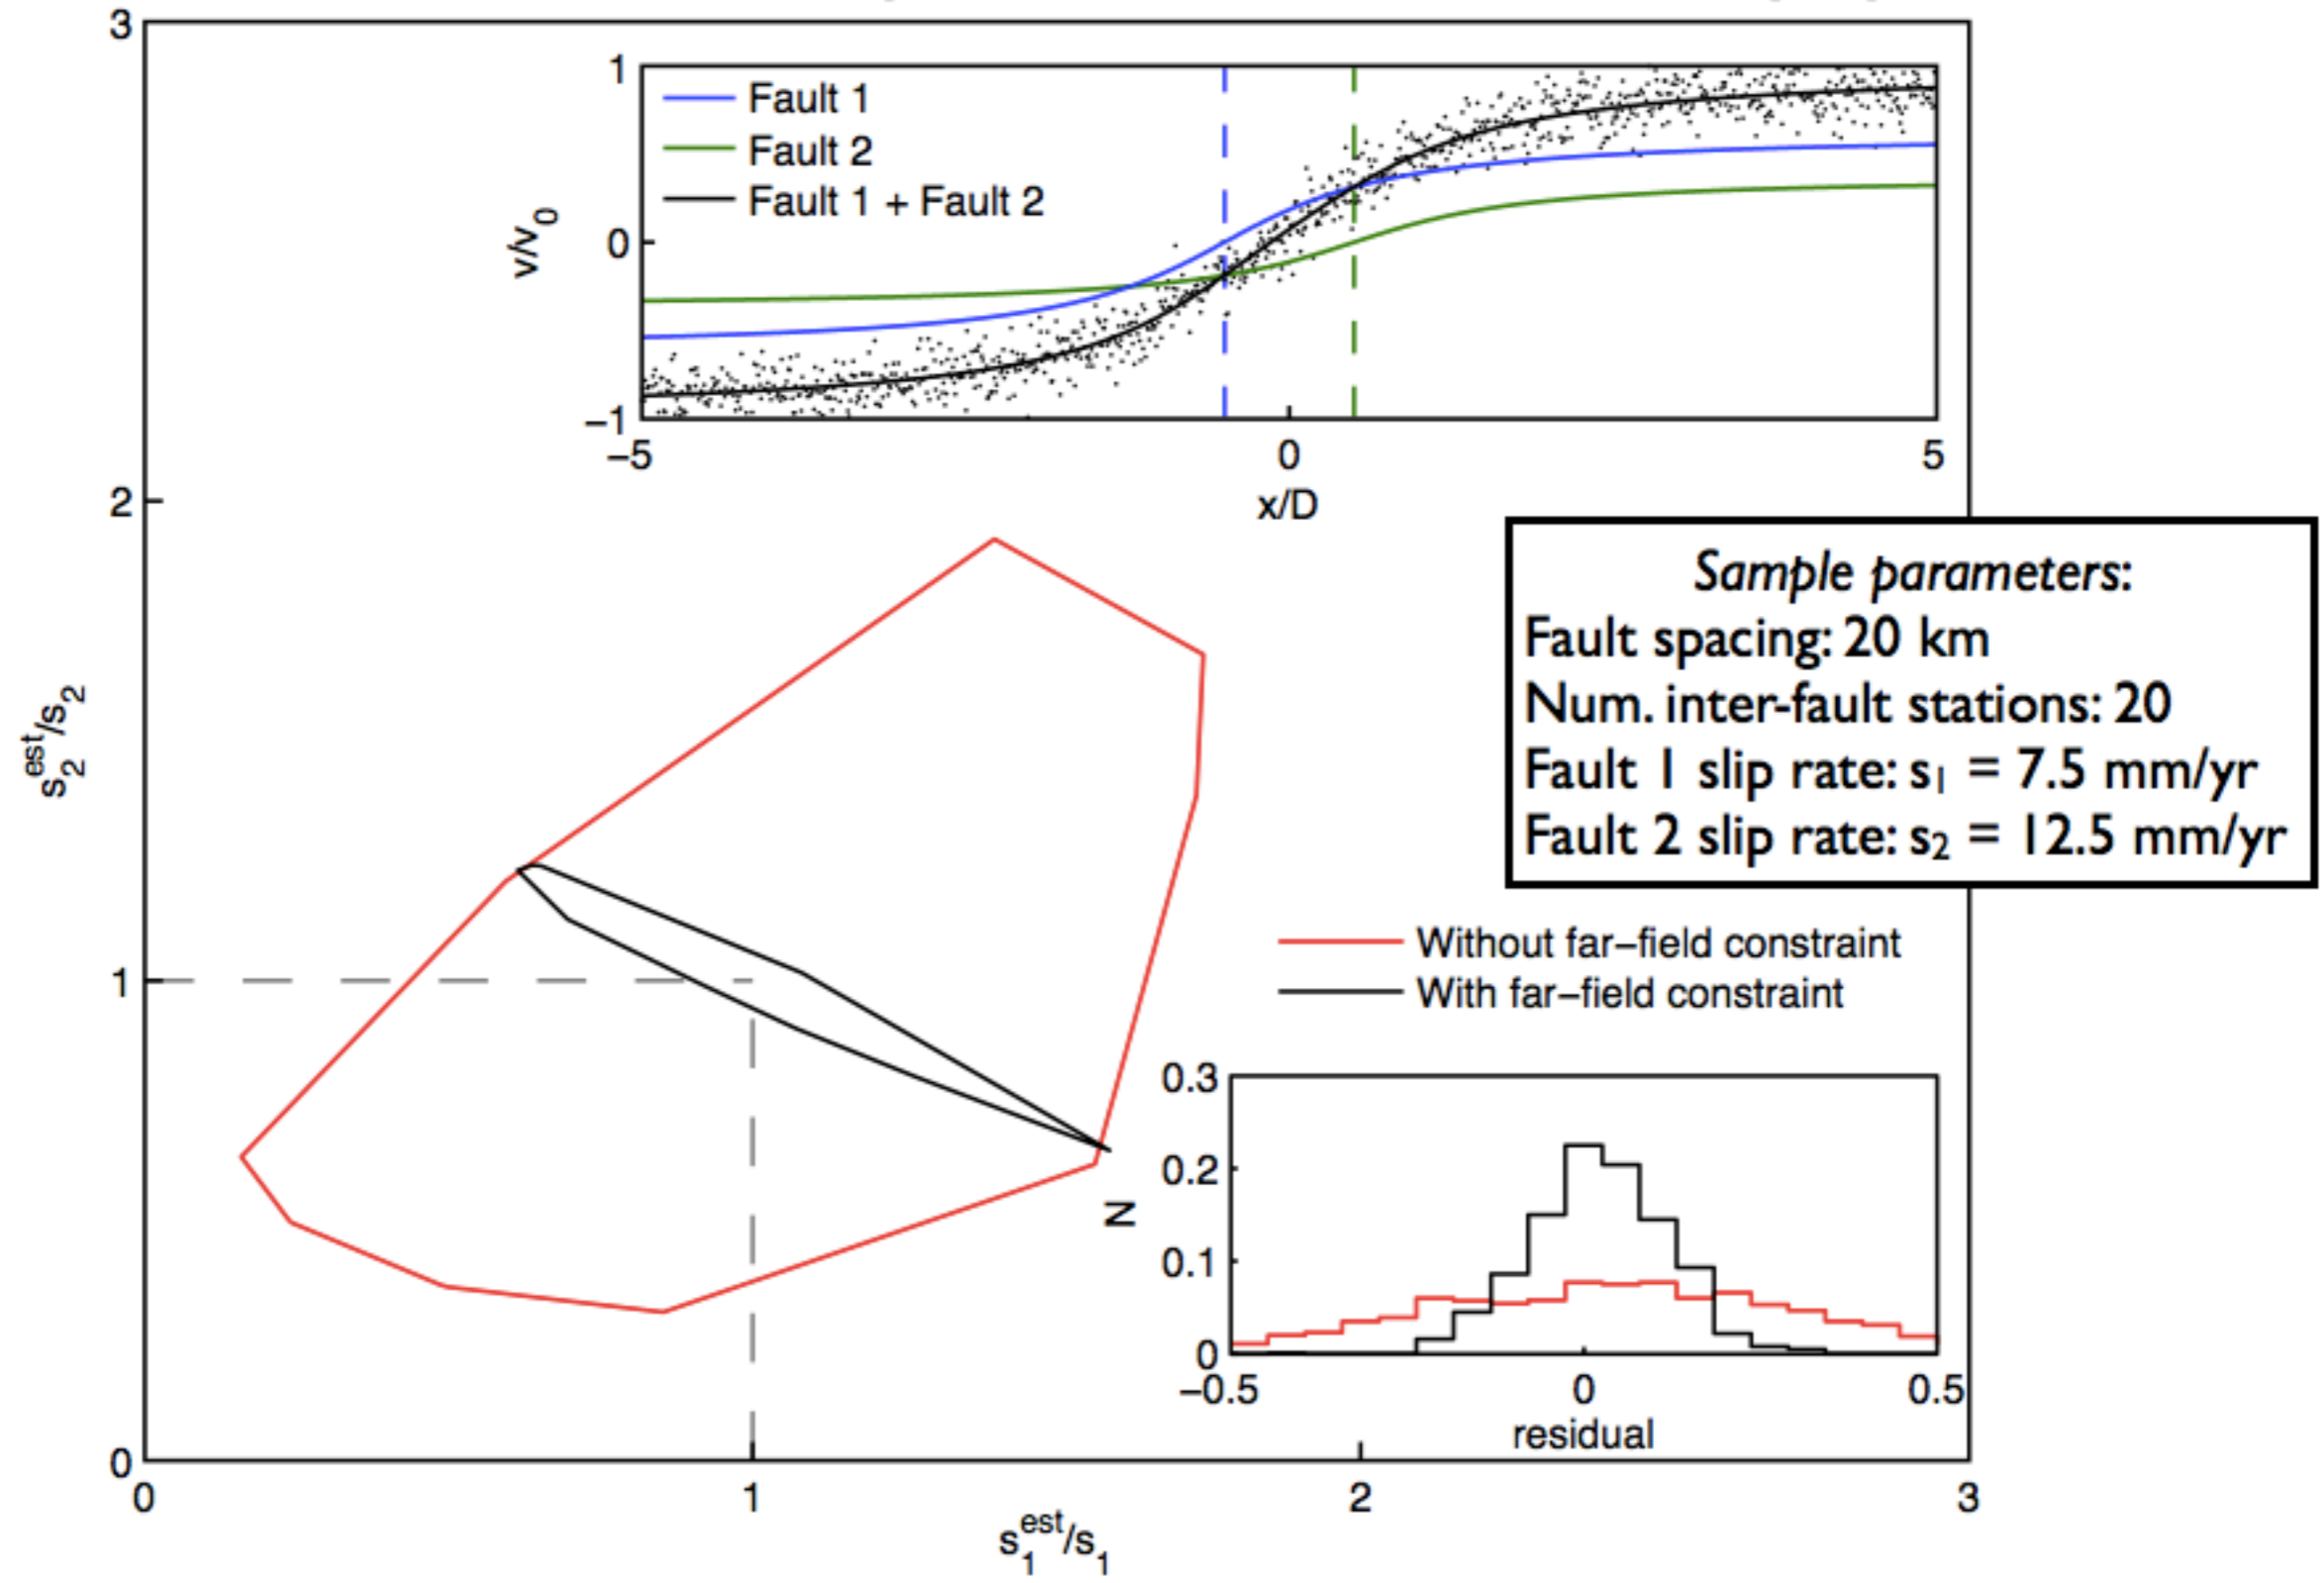 3
2
1
0
0
1
2
3
s₂ᵉˢᵗ/s₂
s₁ᵉˢᵗ/s₁
1
0
−1
−5
0
5
v/v₀
x/D
Fault 1
Fault 2
Fault 1 + Fault 2
Sample parameters:
Fault spacing: 20 km
Num. inter-fault stations: 20
Fault 1 slip rate: s₁ = 7.5 mm/yr
Fault 2 slip rate: s₂ = 12.5 mm/yr
Without far−field constraint
With far−field constraint
0.3
0.2
0.1
0
N
−0.5
0
0.5
residual